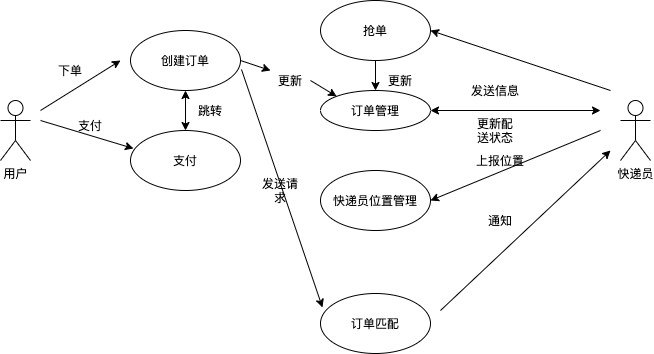 抢单
创建订单
下单
更新
更新
发送信息
跳转
订单管理
支付
更新配
送状态
支付
上报位置
用户
快递员
发送请
求
快递员位置管理
通知
订单匹配